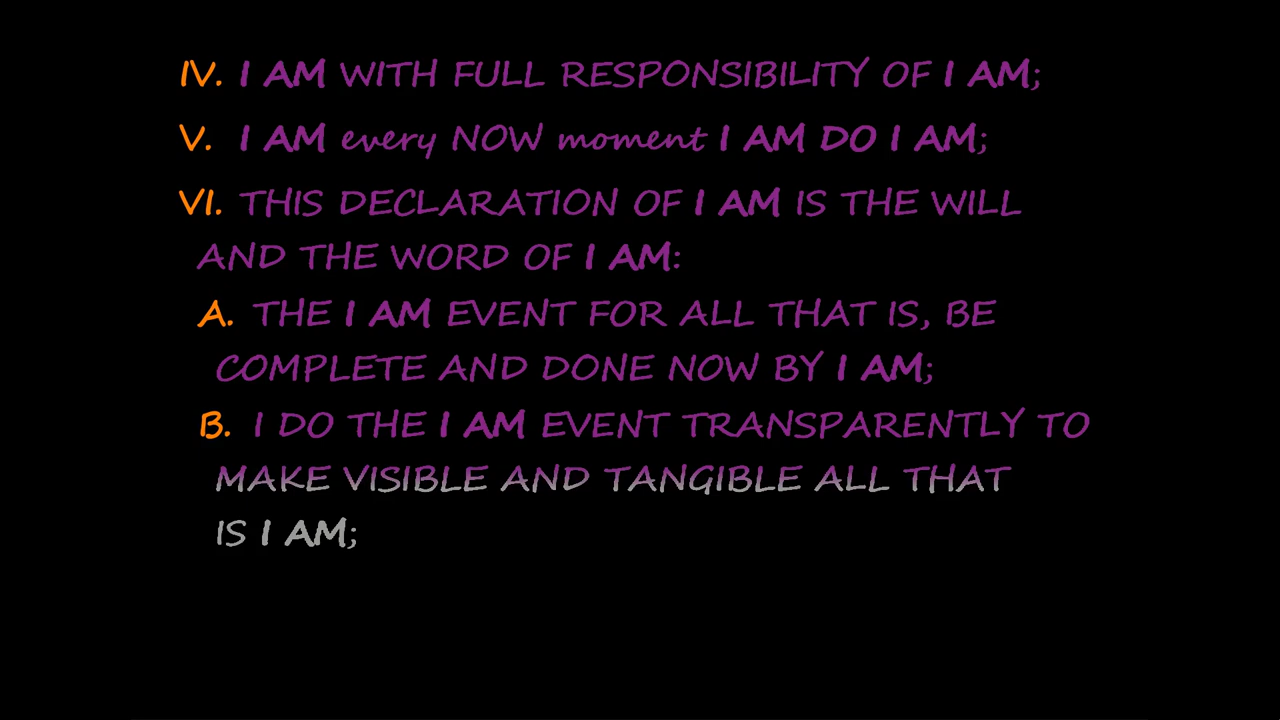 IV. I AM WITH FULL RESPONSIBILITY OF I AM;
V. I AM every NOW moment I AM DO I AM;
VI. THIS DECLARATION OF I AM IS THE WILL
AND THE WORD OF I AM:
A. THE I AM EVENT FOR ALL THAT IS, BE
COMPLETE AND DONE NOW BY I AM;
B. I DO THE I AM EVENT TRANSPARENTLY TO
MAKE VISIBLE AND TANGIBLE ALL THAT
IS I AM;